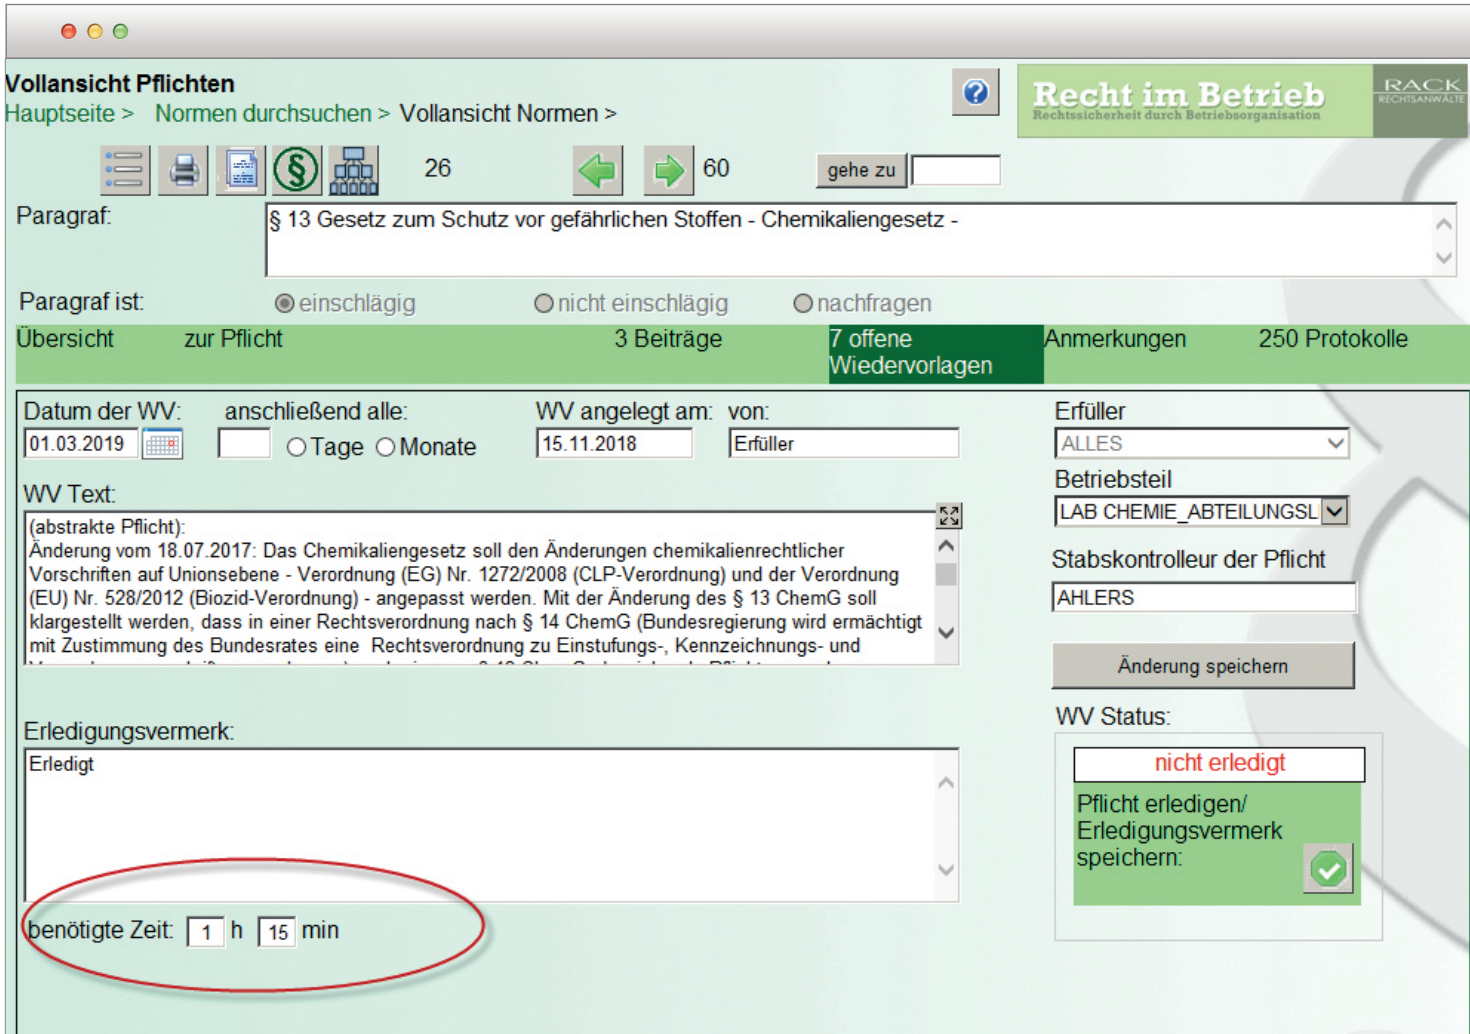 Vollansicht Pflichten
Hauptseite > Normen durchsuchen > Vollansicht Normen >
Recht im Betrieb
Rechtssicherheit durch Betriebsorganisation
RACK
RECHTSANWÄLTE
26
60
gehe zu
Paragraf:
§ 13 Gesetz zum Schutz vor gefährlichen Stoffen - Chemikaliengesetz -
Paragraf ist:
einschlägig
nicht einschlägig
nachfragen
Übersicht
zur Pflicht
3 Beiträge
7 offene
Wiedervorlagen
Anmerkungen
250 Protokolle
Datum der WV:
anschließend alle:
WV angelegt am:
von:
01.03.2019
Tage
Monate
15.11.2018
Erfüller
Erfüller
ALLES
Betriebsteil
LAB CHEMIE_ABTEILUNGSL
WV Text:
(abstrakte Pflicht):
Änderung vom 18.07.2017: Das Chemikaliengesetz soll den Änderungen chemikalienrechtlicher
Vorschriften auf Unionsebene - Verordnung (EG) Nr. 1272/2008 (CLP-Verordnung) und der Verordnung
(EU) Nr. 528/2012 (Biozid-Verordnung) - angepasst werden. Mit der Änderung des § 13 ChemG soll
klargestellt werden, dass in einer Rechtsverordnung nach § 14 ChemG (Bundesregierung wird ermächtigt
mit Zustimmung des Bundesrates eine Rechtsverordnung zu Einstufungs-, Kennzeichnungs- und
Stabskontrolleur der Pflicht
AHLERS
Änderung speichern
WV Status:
nicht erledigt
Pflicht erledigen/
Erledigungsvermerk
speichern:
Erledigungsvermerk:
Erledigt
benötigte Zeit: 1 h 15 min